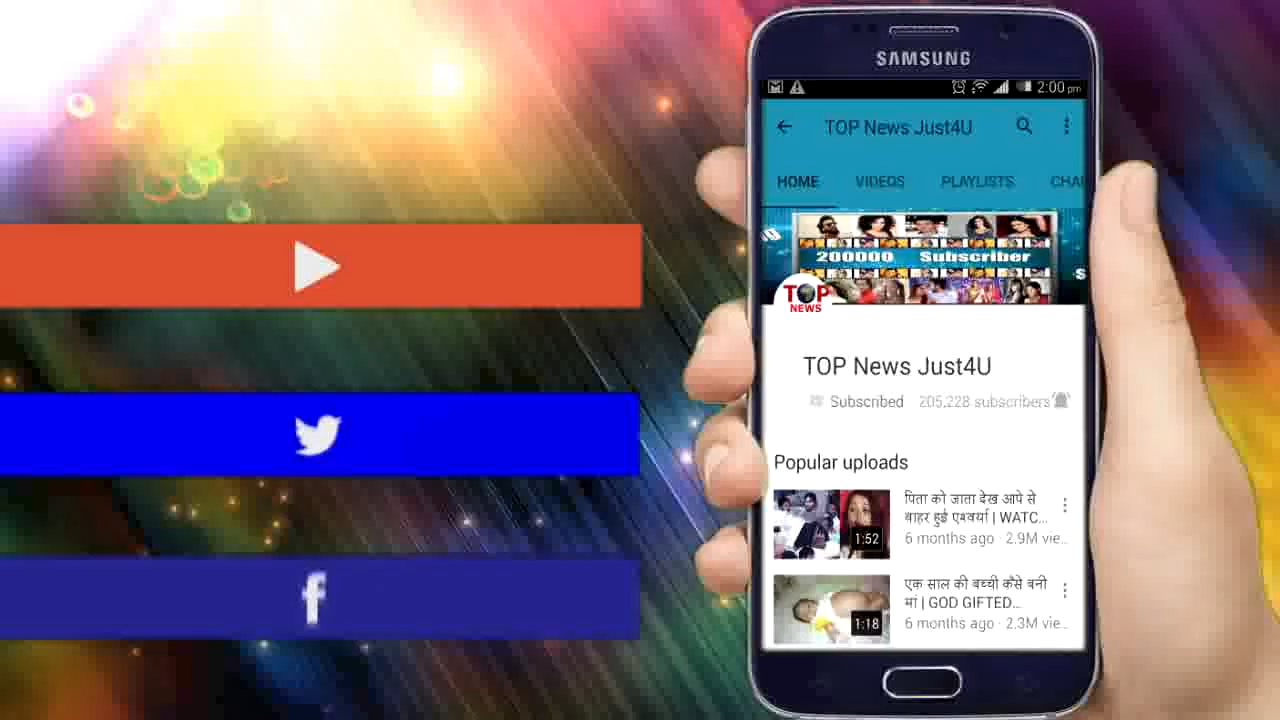 SAMSUNG
2:00 pm
TOP News Just4U
HOME VIDEOS PLAYLISTS CHA
200000 Subscriber
TOP
NEWS
TOP News Just4U
Subscribed 205,228 subscribers
Popular uploads
पिता को जाता देख आपे से
बाहर हुई एश्वर्या | WATC...
6 months ago · 2.9M vie...
1:52
एक साल की बच्ची कैसे बनी
मां | GOD GIFTED...
6 months ago · 2.3M vie...
1:18